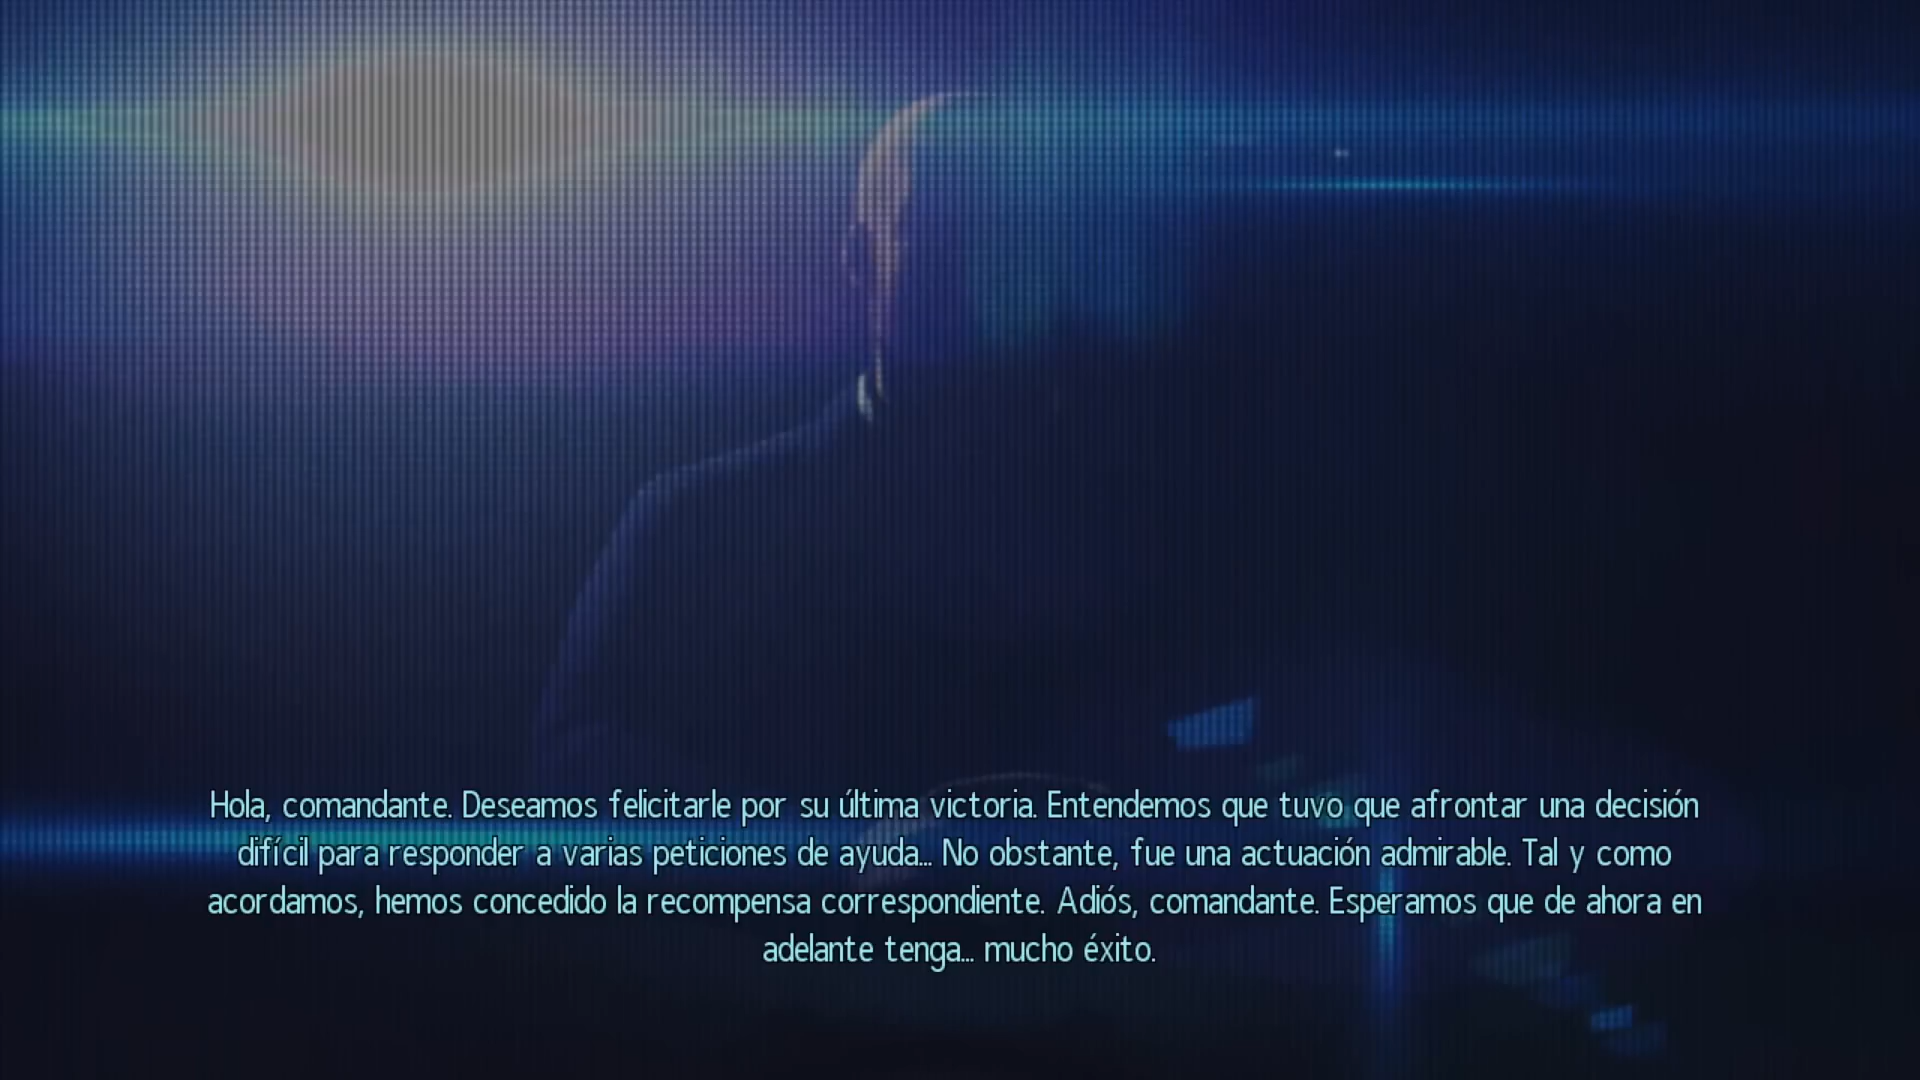 Hola, comandante. Deseamos felicitarle por su última victoria. Entendemos que tuvo que afrontar una decisión
difícil para responder a varias peticiones de ayuda... No obstante, fue una actuación admirable. Tal y como
acordamos, hemos concedido la recompensa correspondiente. Adiós, comandante. Esperamos que de ahora en
adelante tenga... mucho éxito.